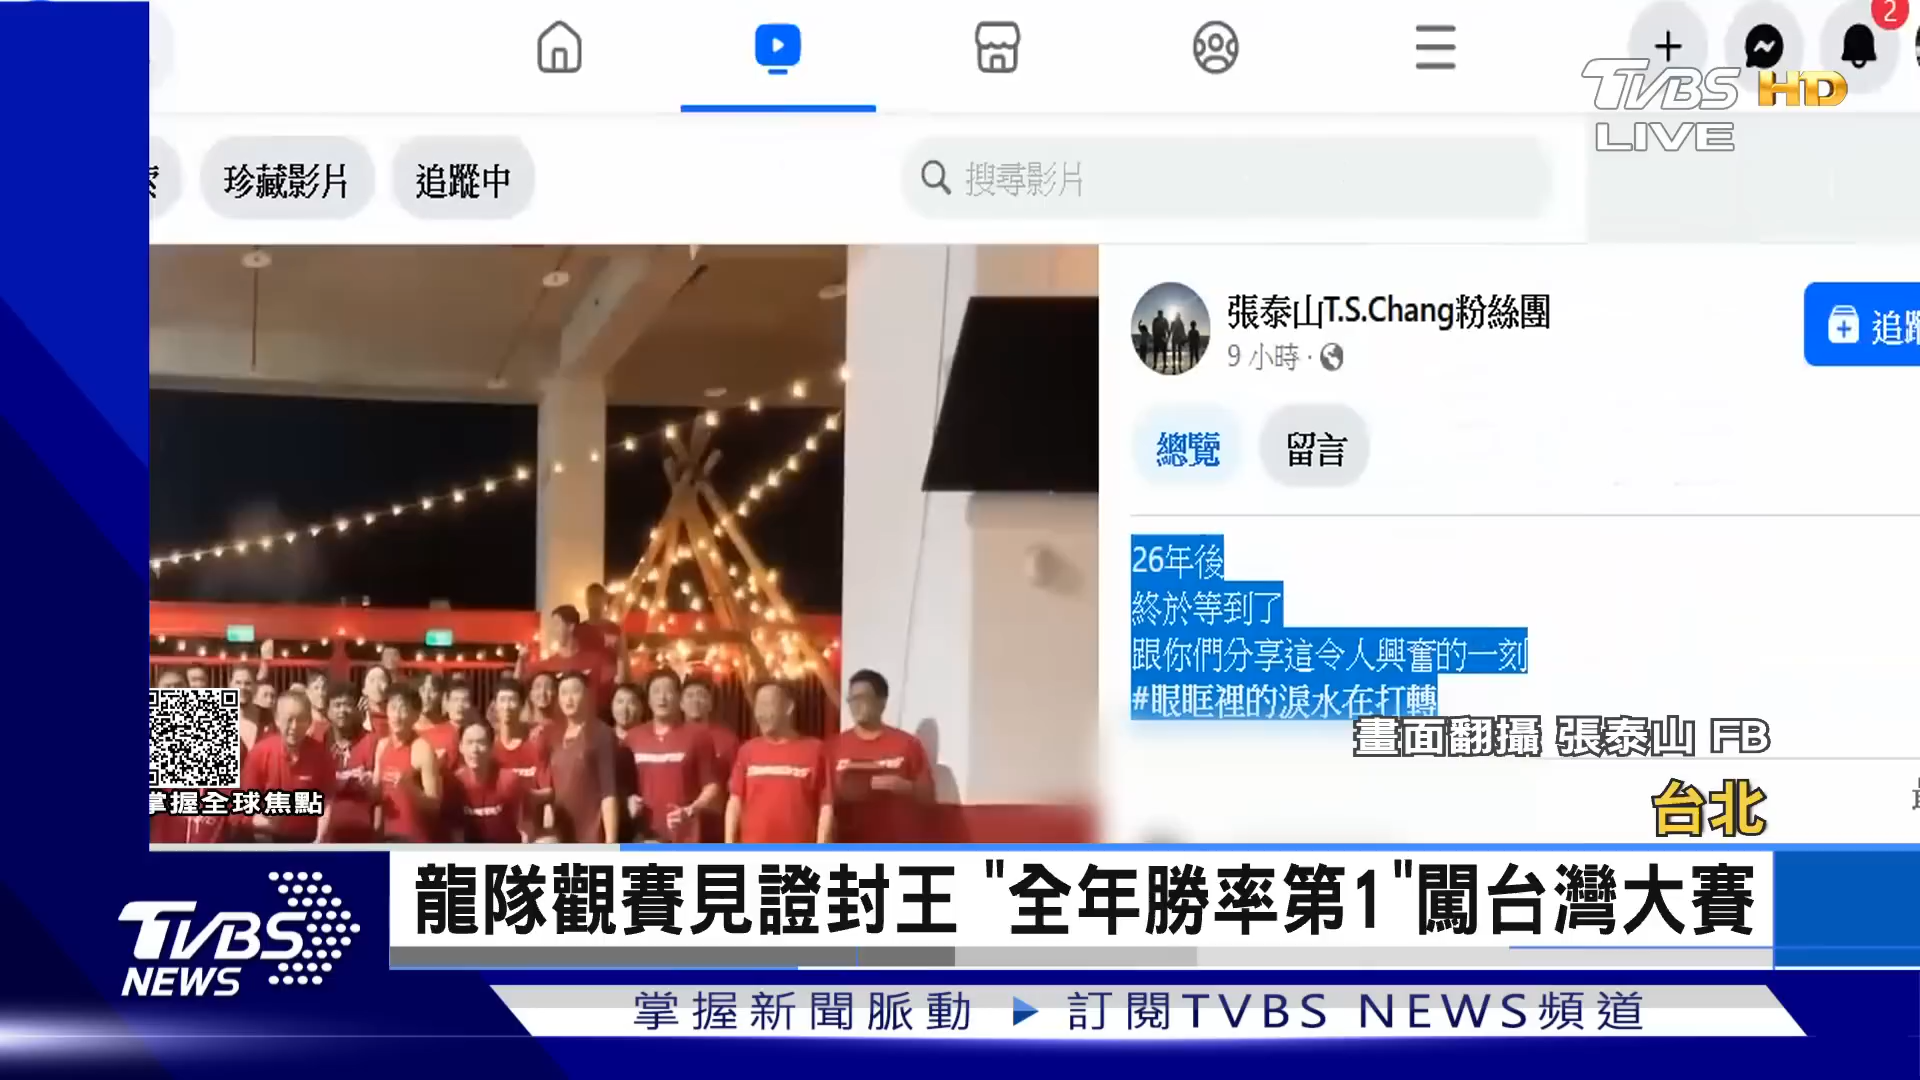 2
TVBS HD
LIVE
珍藏影片
追蹤中
搜尋影片
張泰山T.S.Chang粉絲團
9 小時
總覽
留言
26年後
終於等到了
跟你們分享這令人興奮的一刻
#眼眶裡的淚水在打轉
畫面翻攝 張泰山 FB
台北
掌握全球焦點
龍隊觀賽見證封王 "全年勝率第1"闖台灣大賽
TVBS
NEWS
掌握新聞脈動 ▶ 訂閱TVBS NEWS頻道